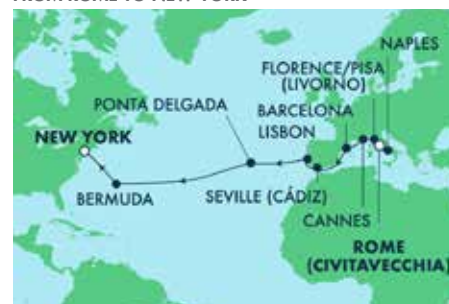 FROM ROME TO NEW YORK
NAPLES
FLORENCE/PISA
(LIVORNO)
PONTA DELGADA
BARCELONA
LISBON
NEW YORK
BERMUDA
SEVILLE (CÁDIZ)
CANNES
ROME
(CIVITAVECCHIA)